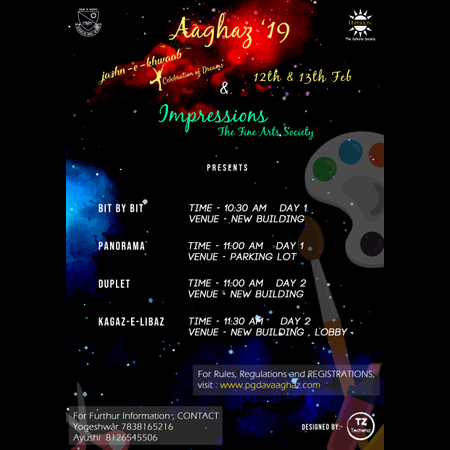 Aaghaz '19
HYPERION
The Cultural Society
jashn-e-khwaab
Celebration of Dreams
12th & 13th Feb
&
Impressions
The Fine Arts Society
PRESENTS
BIT BY BIT TIME - 10:30 AM DAY 1
VENUE - NEW BUILDING
PANORAMA TIME - 11:00 AM DAY 1
VENUE - PARKING LOT
DUPLET TIME - 11:00 AM DAY 2
VENUE - NEW BUILDING
KAGAZ-E-LIBAZ TIME - 11:30 AM DAY 2
VENUE - NEW BUILDING , LOBBY
For Rules, Regulations and REGISTRATIONS,
visit : www.pgdavaaghaz.com
For Furthur Information , CONTACT
Yogeshwar 7838165216
Ayushi 8126545506
DESIGNED BY:-
TZ